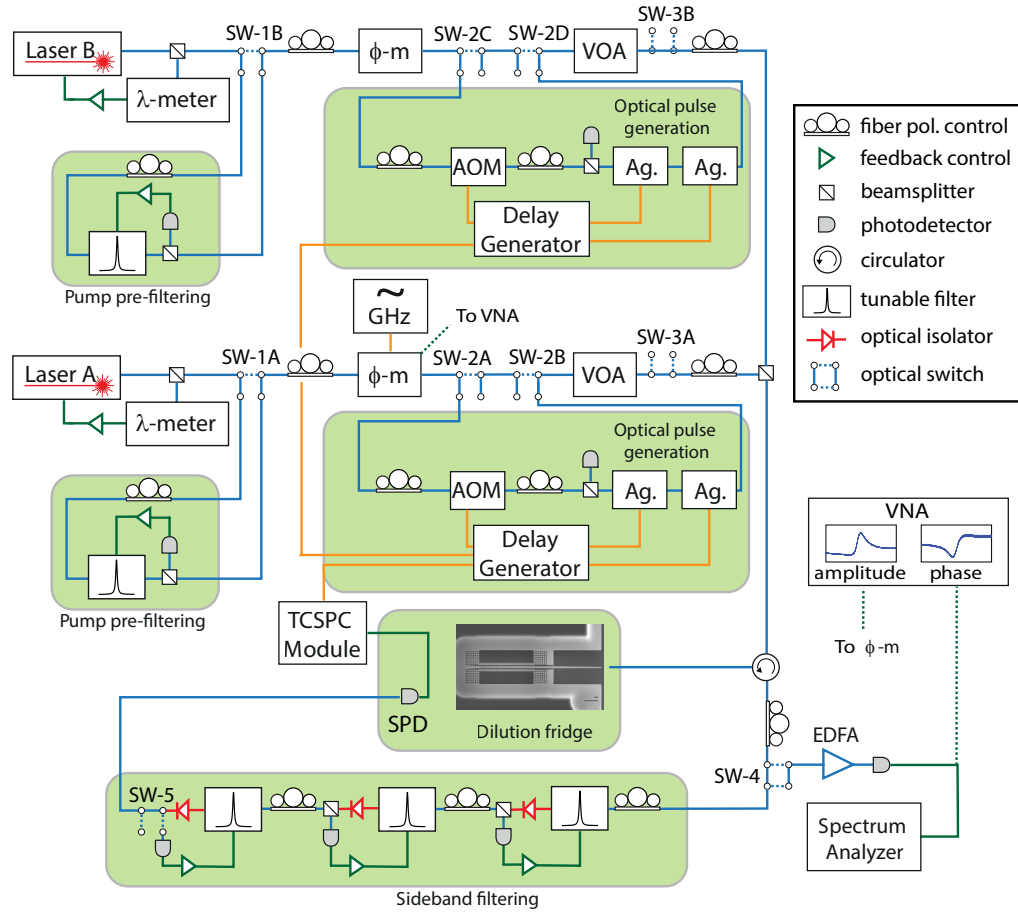 Laser B
λ-meter
SW-1B
ϕ-m
SW-2C
SW-2D
VOA
SW-3B
Optical pulse
generation
AOM
Ag.
Ag.
Delay
Generator
Pump pre-filtering
fiber pol. control
feedback control
beamsplitter
photodetector
circulator
tunable filter
optical isolator
optical switch
~
GHz
To VNA
Laser A
λ-meter
SW-1A
ϕ-m
SW-2A
SW-2B
VOA
SW-3A
Optical pulse
generation
AOM
Ag.
Ag.
Delay
Generator
Pump pre-filtering
VNA
amplitude
phase
To ϕ-m
TCSPC
Module
SPD
Dilution fridge
EDFA
SW-4
SW-5
Spectrum
Analyzer
Sideband filtering